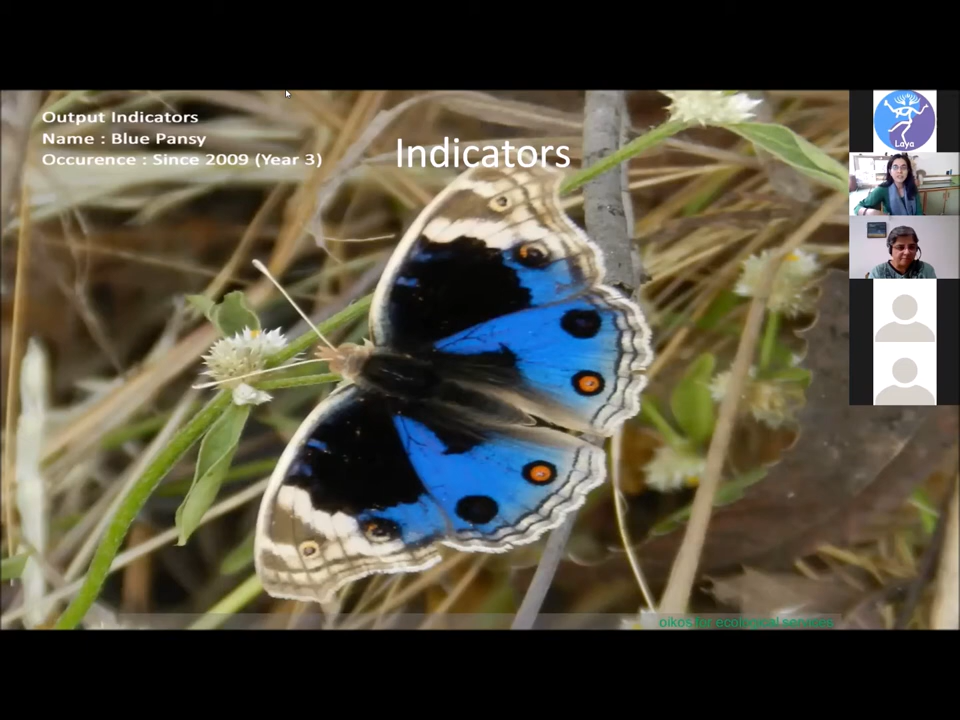 Output Indicators
Name : Blue Pansy
Occurence : Since 2009 (Year 3)
Indicators
Laya
oikos for ecological services